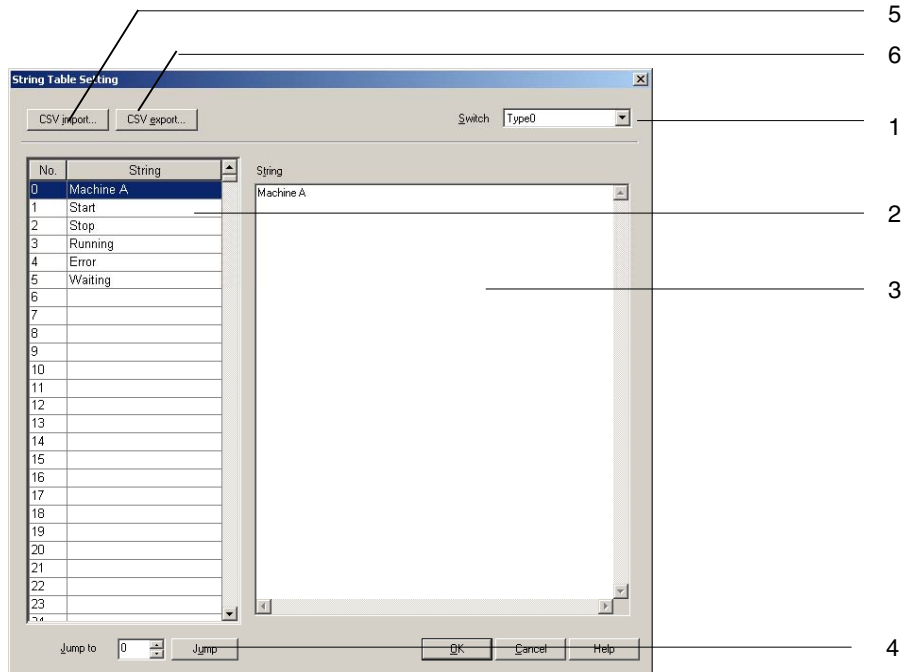 5
6
String Table Setting
CSV import... CSV export... Switch Type0
1
No. String String
0 Machine A Machine A
1 Start
2
2 Stop
3 Running
4 Error
5 Waiting
3
6
7
8
9
10
11
12
13
14
15
16
17
18
19
20
21
22
23
24
Jump to 0 Jump OK Cancel Help
4